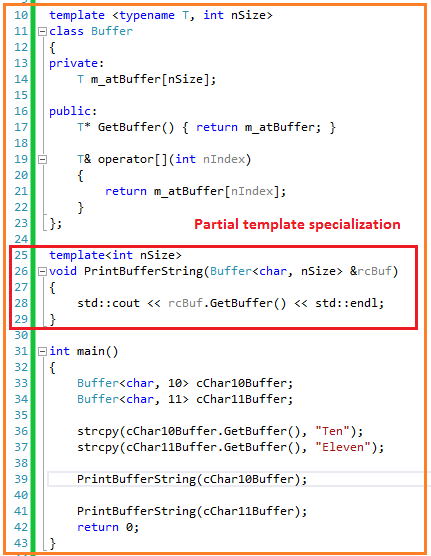 10 template <typename T, int nSize>
11 class Buffer
12 {
13 private:
14     T m_atBuffer[nSize];
15
16 public:
17     T* GetBuffer() { return m_atBuffer; }
18
19     T& operator[](int nIndex)
20     {
21         return m_atBuffer[nIndex];
22     }
23 };
Partial template specialization
24
25 template<int nSize>
26 void PrintBufferString(Buffer<char, nSize> &rcBuf)
27 {
28     std::cout << rcBuf.GetBuffer() << std::endl;
29 }
30
31 int main()
32 {
33     Buffer<char, 10> cChar10Buffer;
34     Buffer<char, 11> cChar11Buffer;
35
36     strcpy(cChar10Buffer.GetBuffer(), "Ten");
37     strcpy(cChar11Buffer.GetBuffer(), "Eleven");
38
39     PrintBufferString(cChar10Buffer);
40
41     PrintBufferString(cChar11Buffer);
42     return 0;
43 }